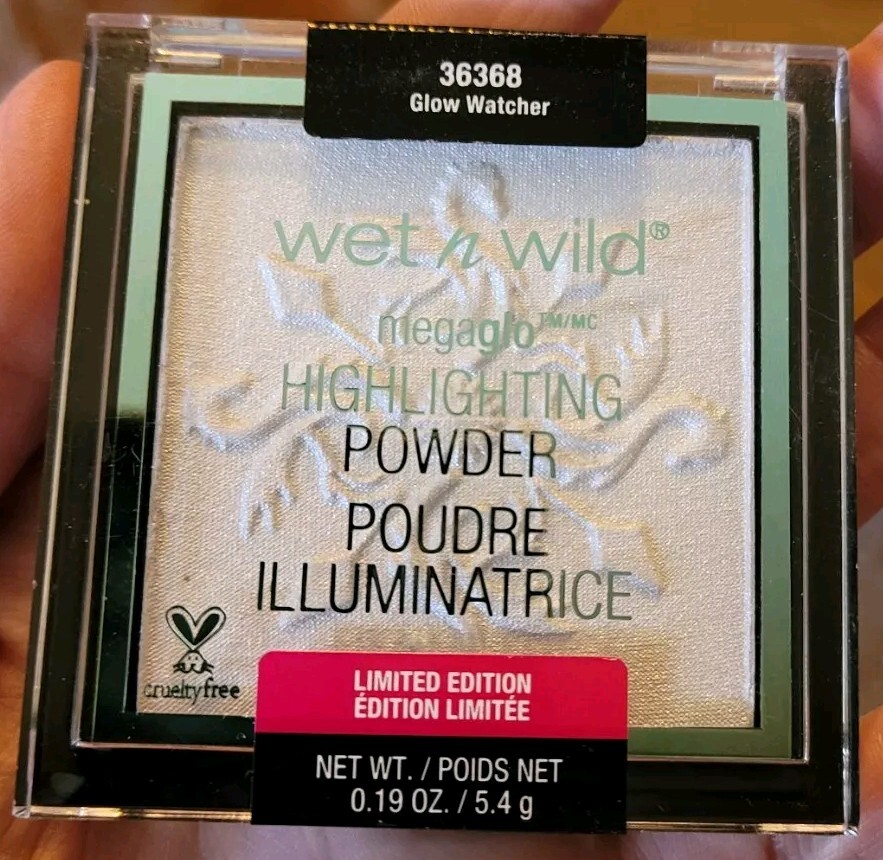 36368
Glow Watcher
wet n wild®
megaglo™/MC
HIGHLIGHTING
POWDER
POUDRE
ILLUMINATRICE
crueltyfree
LIMITED EDITION
ÉDITION LIMITÉE
NET WT. / POIDS NET
0.19 OZ. / 5.4 g